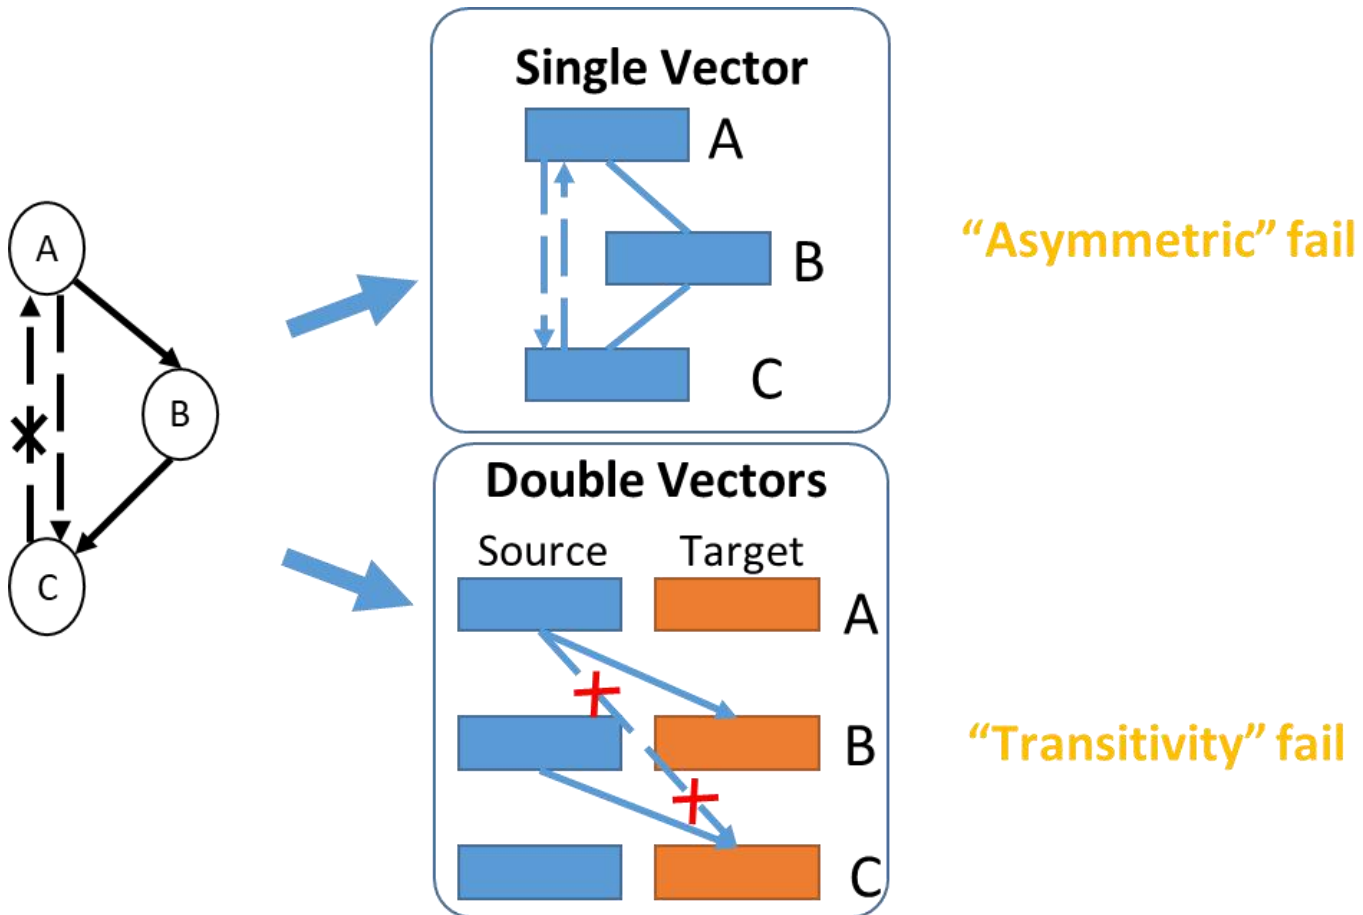 A
B
C
Single Vector
A
B
C
“Asymmetric” fail
Double Vectors
Source Target
A
B
C
“Transitivity” fail